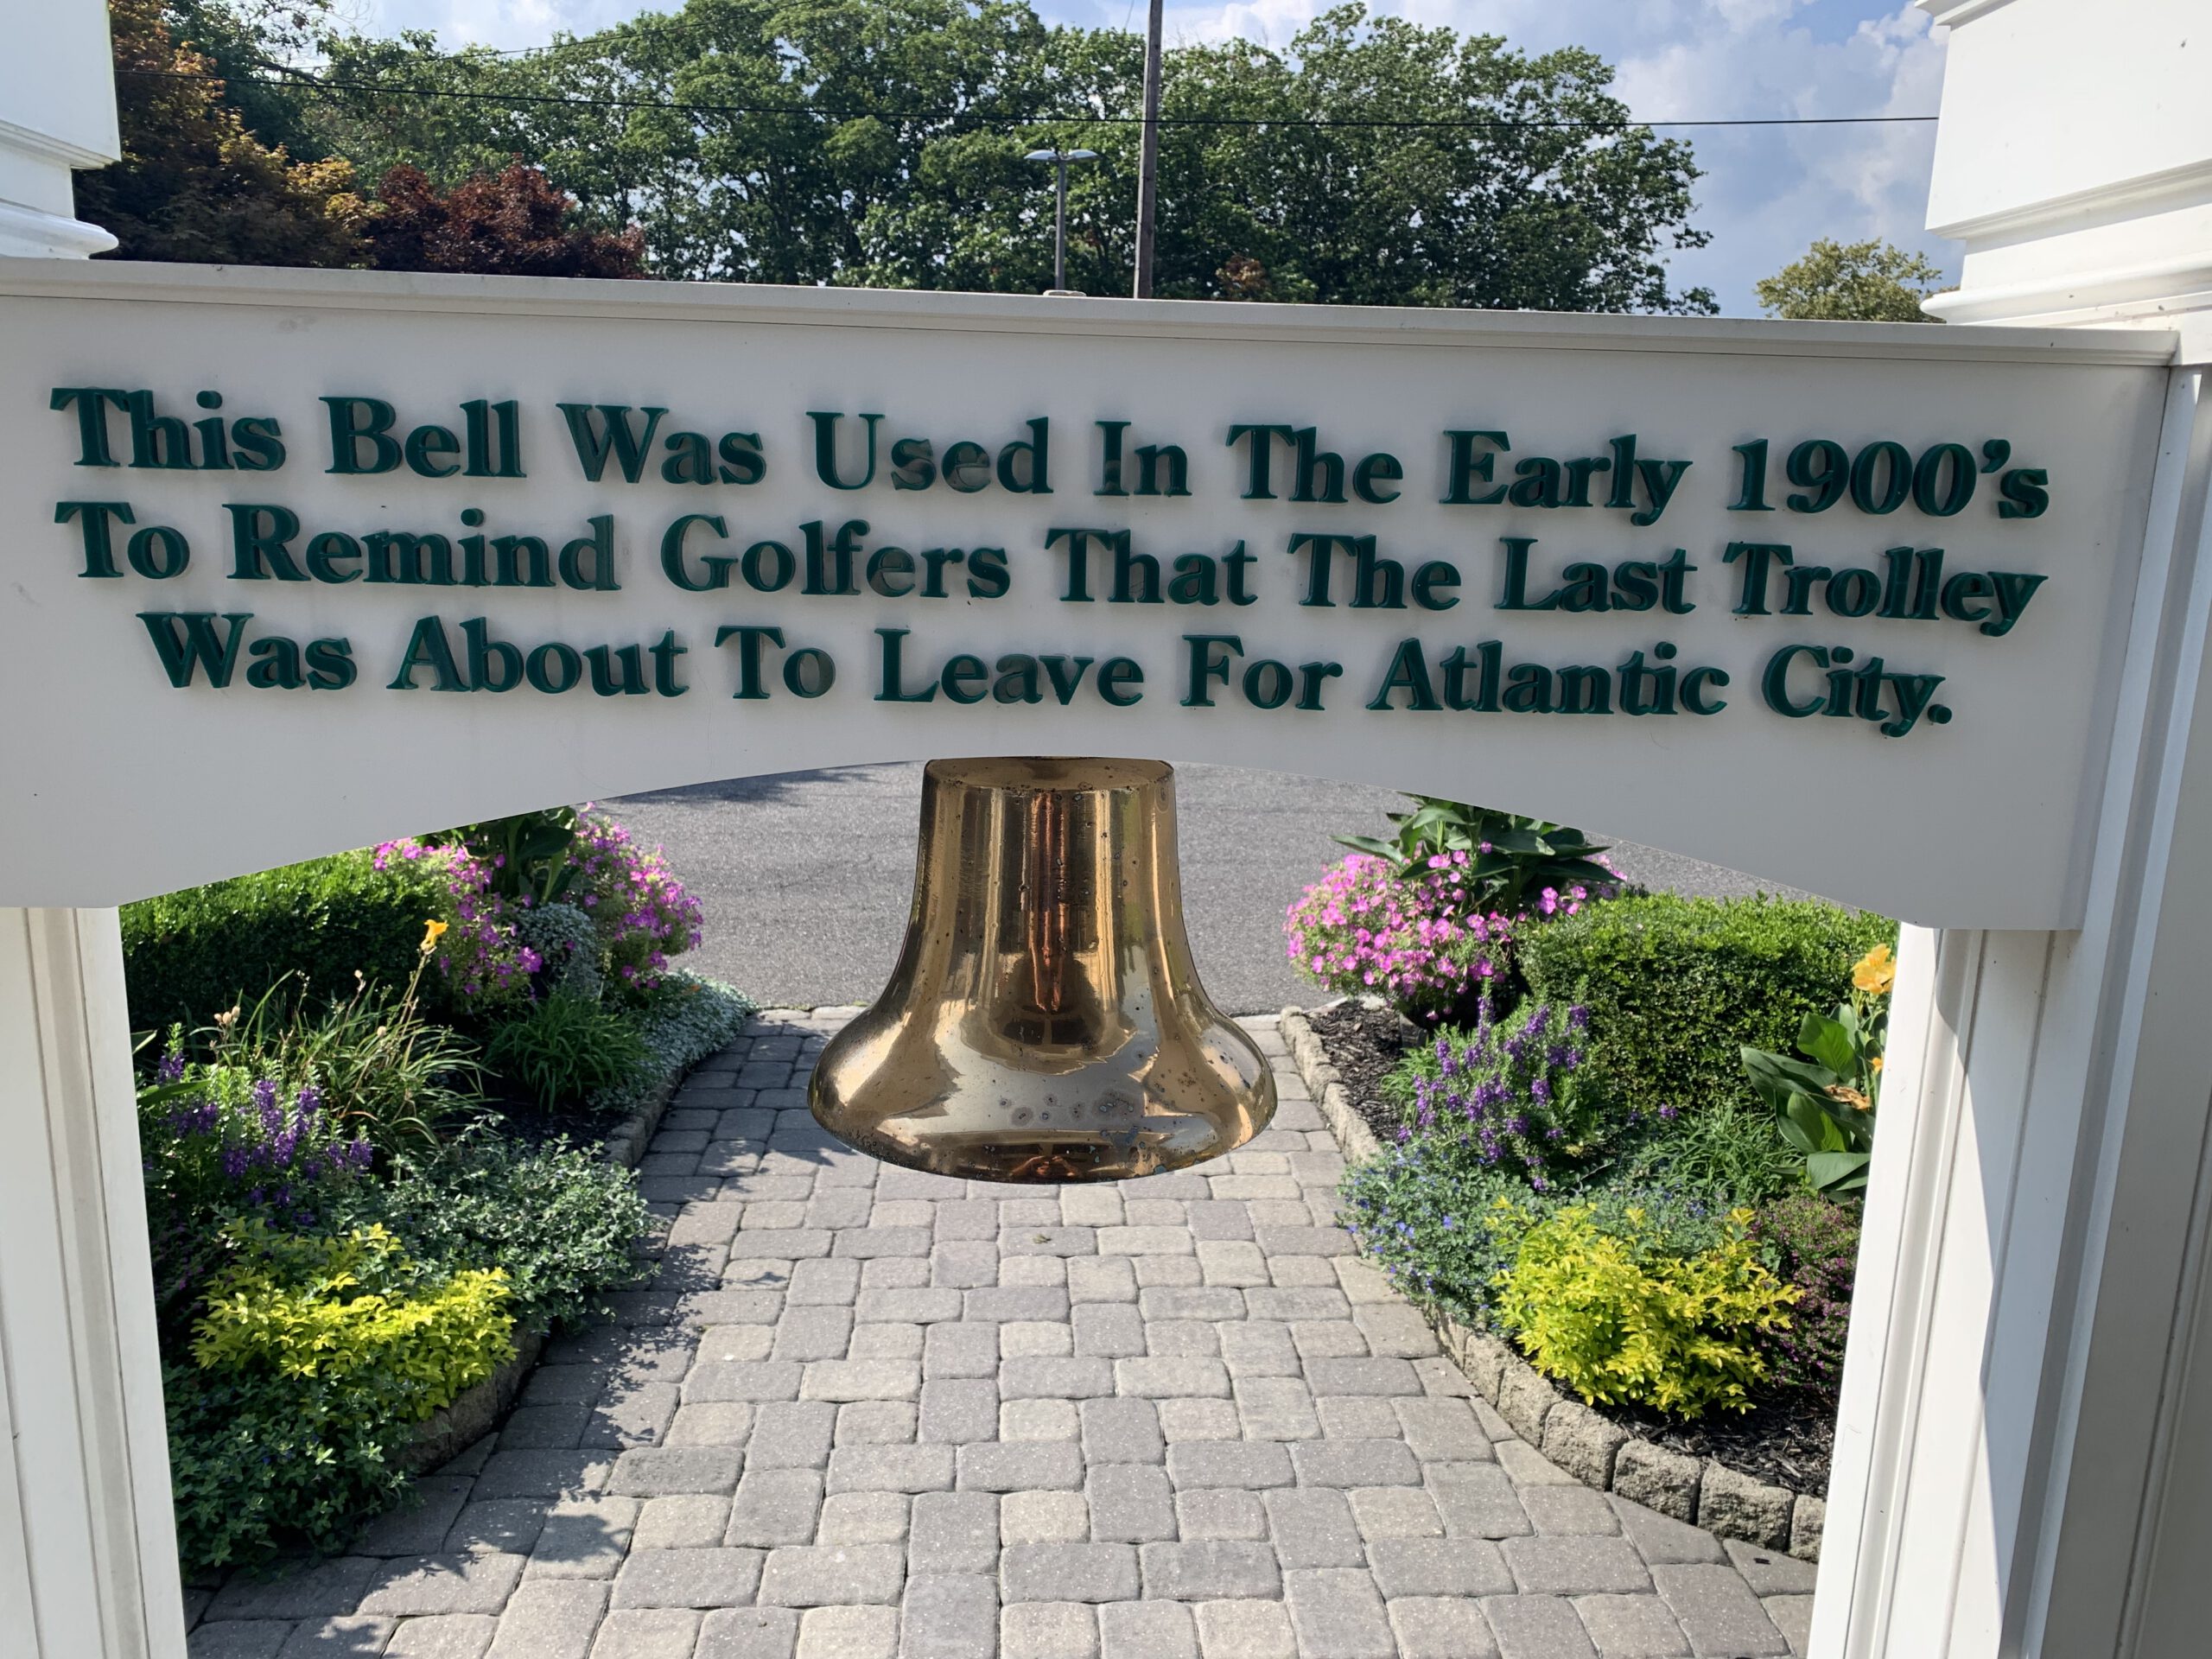 This Bell Was Used In The Early 1900's
To Remind Golfers That The Last Trolley
Was About To Leave For Atlantic City.